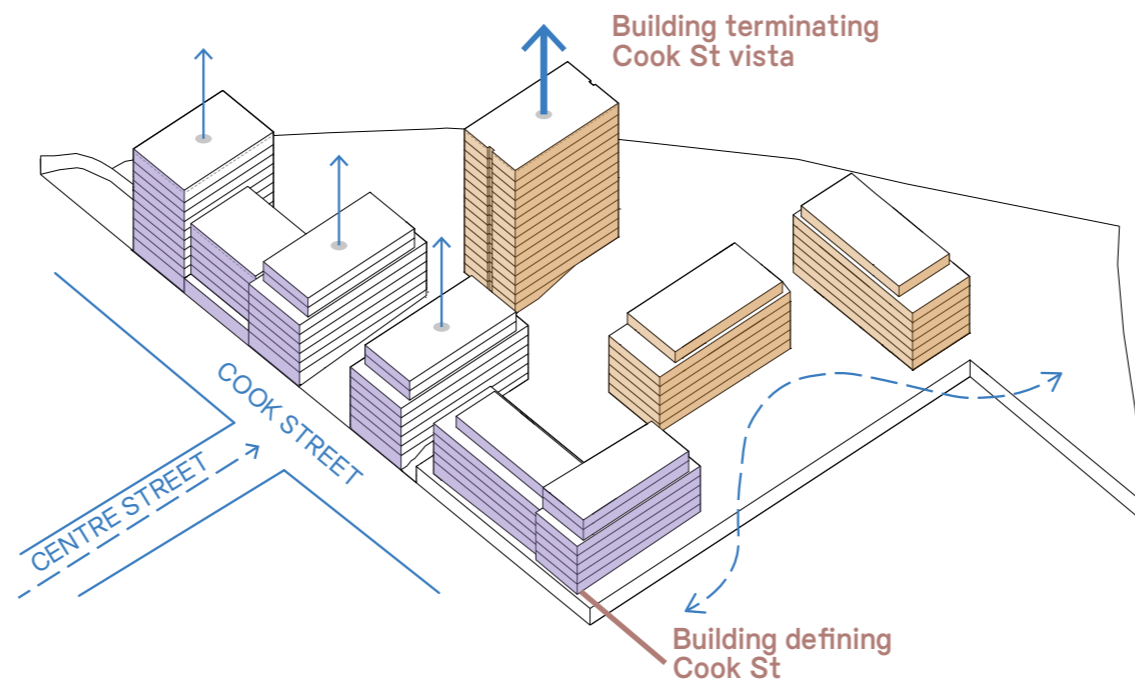 Building terminating
Cook St vista
COOK STREET
CENTRE STREET
Building defining
Cook St